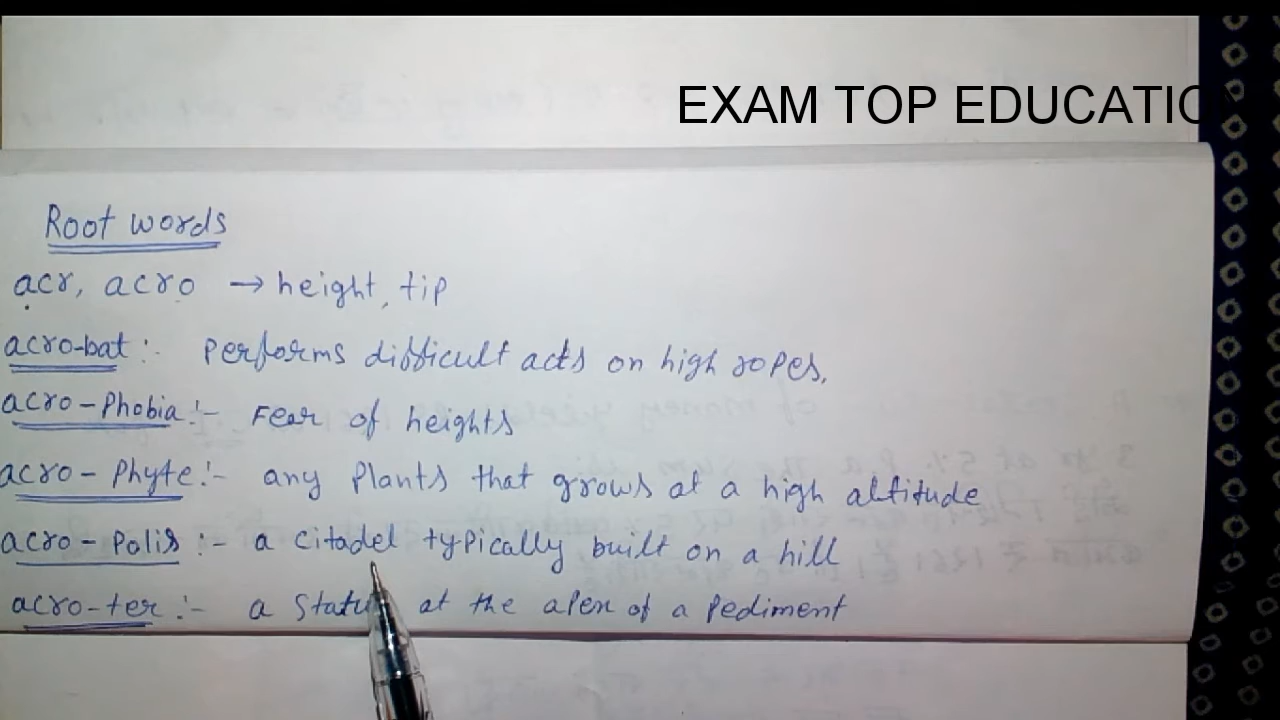 EXAM TOP EDUCATION
Root words
acr, acro → height, tip
acro-bat :- Performs difficult acts on high ropes,
acro-Phobia :- Fear of heights
acro-Phyte :- any Plants that grows at a high altitude
acro-Polis :- a citadel typically built on a hill
acro-ter :- a Statu at the apex of a Pediment